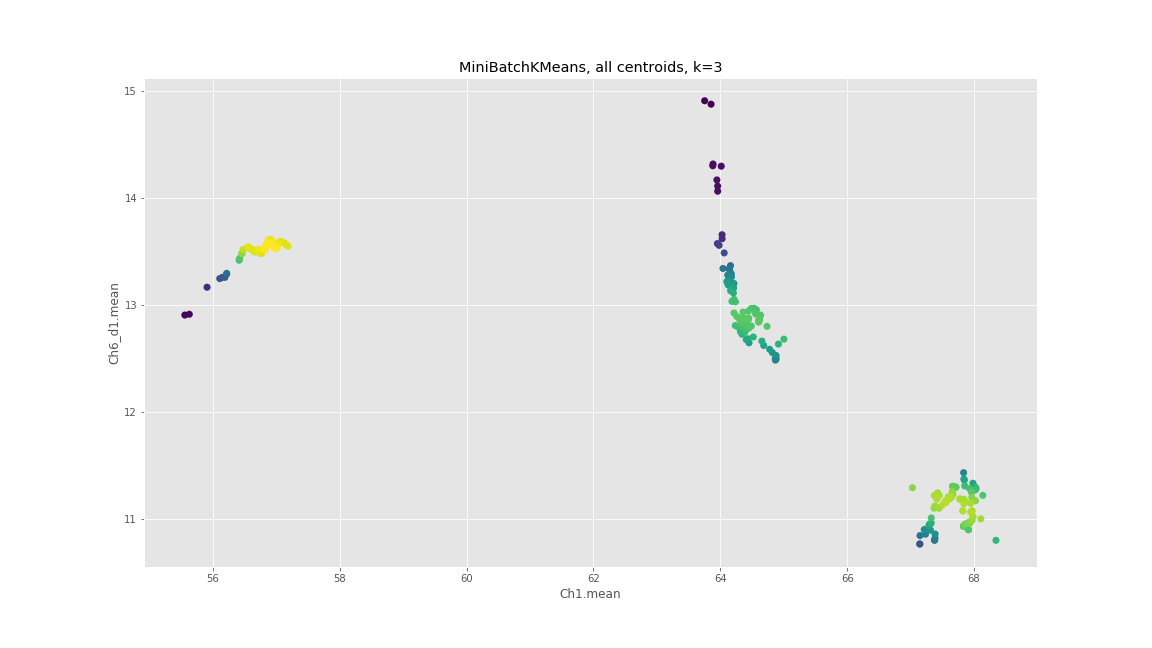 MiniBatchKMeans, all centroids, k=3
15
14
13
12
11
Ch6_d1.mean
56 58 60 62 64 66 68
Ch1.mean